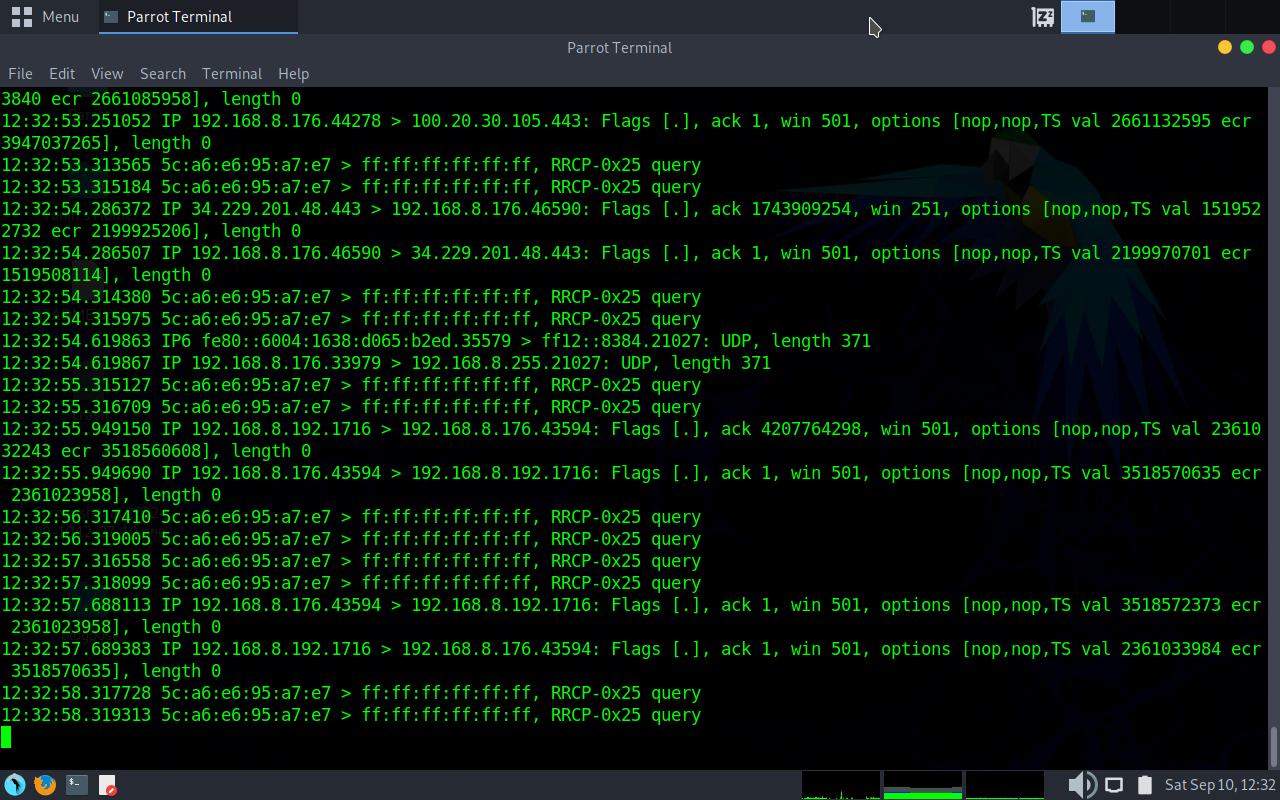 Menu Parrot Terminal
Parrot Terminal
File Edit View Search Terminal Help
3840 ecr 2661085958], length 0
12:32:53.251052 IP 192.168.8.176.44278 > 100.20.30.105.443: Flags [.], ack 1, win 501, options [nop,nop,TS val 2661132595 ecr
3947037265], length 0
12:32:53.313565 5c:a6:e6:95:a7:e7 > ff:ff:ff:ff:ff:ff, RRCP-0x25 query
12:32:53.315184 5c:a6:e6:95:a7:e7 > ff:ff:ff:ff:ff:ff, RRCP-0x25 query
12:32:54.286372 IP 34.229.201.48.443 > 192.168.8.176.46590: Flags [.], ack 1743909254, win 251, options [nop,nop,TS val 151952
2732 ecr 2199925206], length 0
12:32:54.286507 IP 192.168.8.176.46590 > 34.229.201.48.443: Flags [.], ack 1, win 501, options [nop,nop,TS val 2199970701 ecr
1519508114], length 0
12:32:54.314380 5c:a6:e6:95:a7:e7 > ff:ff:ff:ff:ff:ff, RRCP-0x25 query
12:32:54.315975 5c:a6:e6:95:a7:e7 > ff:ff:ff:ff:ff:ff, RRCP-0x25 query
12:32:54.619863 IP6 fe80::6004:1638:d065:b2ed.35579 > ff12::8384.21027: UDP, length 371
12:32:54.619867 IP 192.168.8.176.33979 > 192.168.8.255.21027: UDP, length 371
12:32:55.315127 5c:a6:e6:95:a7:e7 > ff:ff:ff:ff:ff:ff, RRCP-0x25 query
12:32:55.316709 5c:a6:e6:95:a7:e7 > ff:ff:ff:ff:ff:ff, RRCP-0x25 query
12:32:55.949150 IP 192.168.8.192.1716 > 192.168.8.176.43594: Flags [.], ack 4207764298, win 501, options [nop,nop,TS val 23610
32243 ecr 3518560608], length 0
12:32:55.949690 IP 192.168.8.176.43594 > 192.168.8.192.1716: Flags [.], ack 1, win 501, options [nop,nop,TS val 3518570635 ecr
2361023958], length 0
12:32:56.317410 5c:a6:e6:95:a7:e7 > ff:ff:ff:ff:ff:ff, RRCP-0x25 query
12:32:56.319005 5c:a6:e6:95:a7:e7 > ff:ff:ff:ff:ff:ff, RRCP-0x25 query
12:32:57.316558 5c:a6:e6:95:a7:e7 > ff:ff:ff:ff:ff:ff, RRCP-0x25 query
12:32:57.318099 5c:a6:e6:95:a7:e7 > ff:ff:ff:ff:ff:ff, RRCP-0x25 query
12:32:57.688113 IP 192.168.8.176.43594 > 192.168.8.192.1716: Flags [.], ack 1, win 501, options [nop,nop,TS val 3518572373 ecr
2361023958], length 0
12:32:57.689383 IP 192.168.8.192.1716 > 192.168.8.176.43594: Flags [.], ack 1, win 501, options [nop,nop,TS val 2361033984 ecr
3518570635], length 0
12:32:58.317728 5c:a6:e6:95:a7:e7 > ff:ff:ff:ff:ff:ff, RRCP-0x25 query
12:32:58.319313 5c:a6:e6:95:a7:e7 > ff:ff:ff:ff:ff:ff, RRCP-0x25 query
Sat Sep 10, 12:32